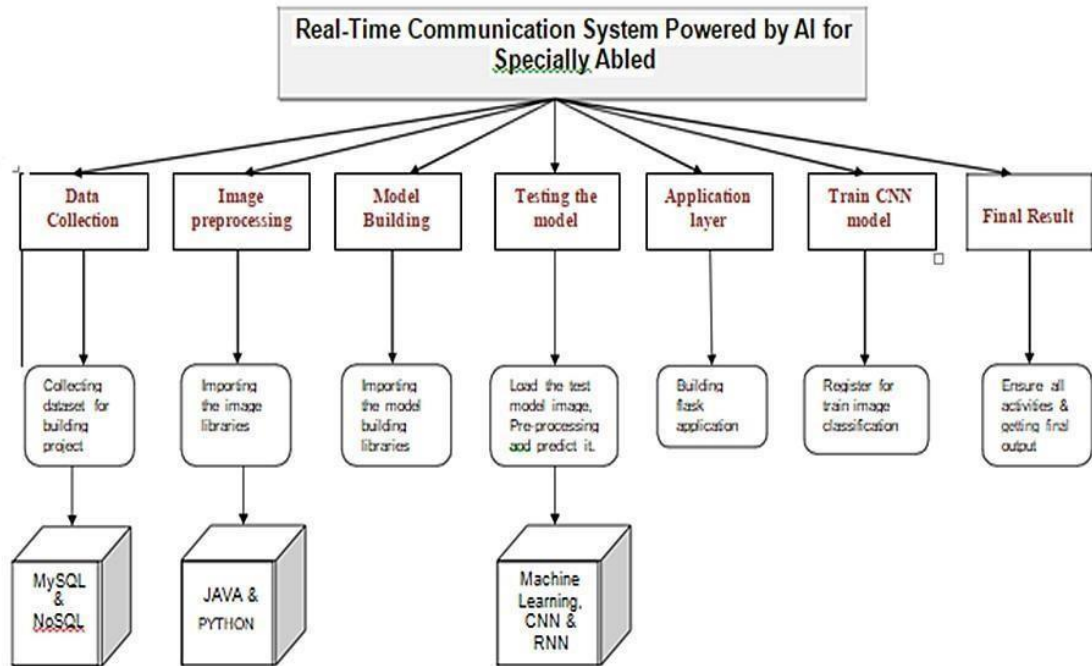 Real-Time Communication System Powered by AI for
Specially Abled
Data
Collection
Image
preprocessing
Model
Building
Testing the
model
Application
layer
Train CNN
model
Final Result
Collecting
dataset for
building
project
Importing
the image
libraries
Importing
the model
building
libraries
Load the test
model image,
Pre-processing
and predict it.
Building
flask
application
Register for
train image
classification
Ensure all
activities &
getting final
output
MySQL
&
NoSQL
JAVA &
PYTHON
Machine
Learning,
CNN &
RNN